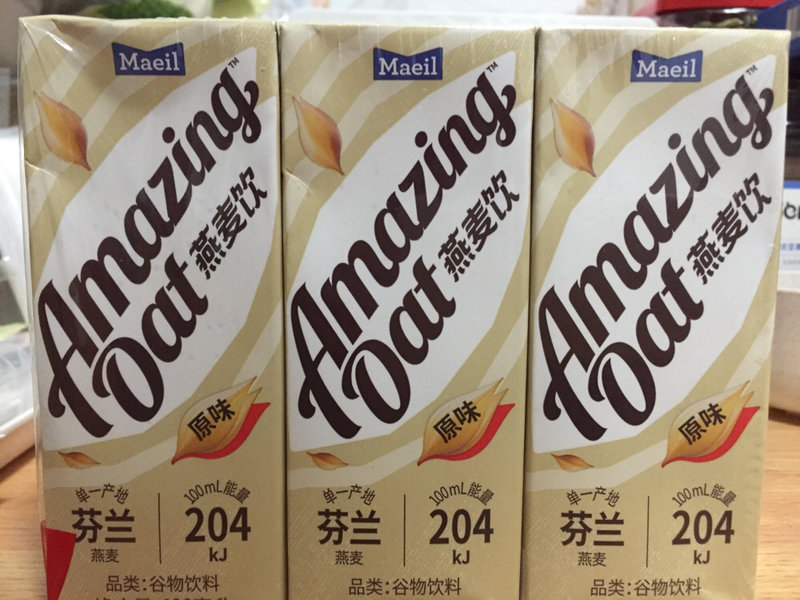 Maeil
Amazing™
Oat 燕麦饮
原味
单一产地
芬兰
燕麦
100mL能量
204
kJ
品类:谷物饮料
Maeil
Amazing™
Oat 燕麦饮
原味
单一产地
芬兰
燕麦
100mL能量
204
kJ
品类:谷物饮料
Maeil
Amazing™
Oat 燕麦饮
原味
单一产地
芬兰
燕麦
100mL能量
204
kJ
品类:谷物饮料